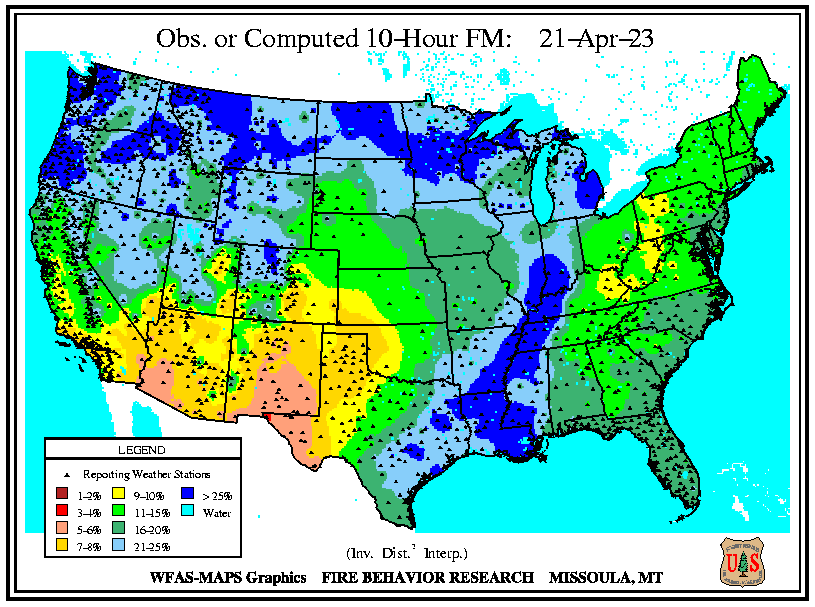 Obs. or Computed 10–Hour FM: 21–Apr–23
LEGEND
Reporting Weather Stations
1–2% 9–10% > 25%
3–4% 11–15% Water
5–6% 16–20%
7–8% 21–25%
(Inv. Dist.² Interp.)
WFAS-MAPS Graphics FIRE BEHAVIOR RESEARCH MISSOULA, MT
U S